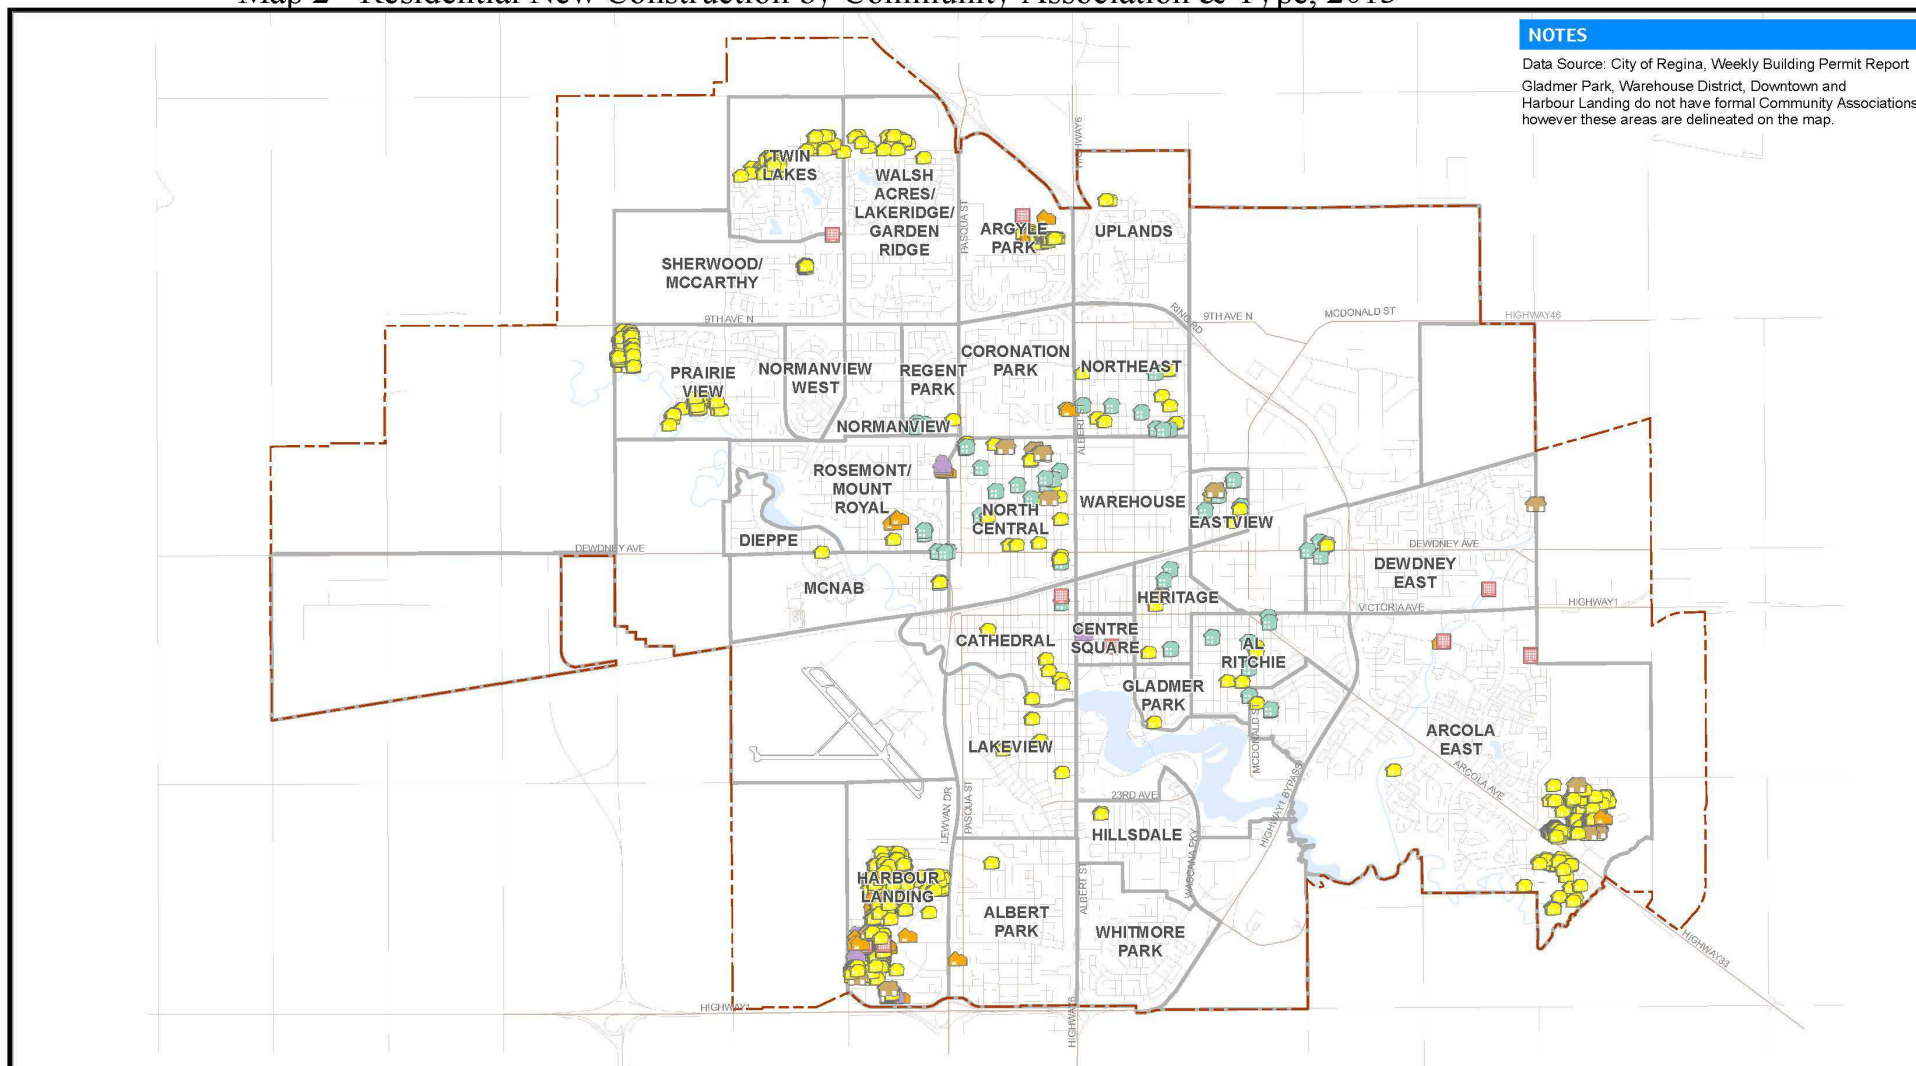 Map 2 - Residential New Construction by Community Association & Type, 2013
NOTES
Data Source: City of Regina, Weekly Building Permit Report
Gladmer Park, Warehouse District, Downtown and
Harbour Landing do not have formal Community Associations
however these areas are delineated on the map.
HIGHWAY6
TWIN
LAKES
WALSH
ACRES/
LAKERIDGE/
GARDEN
RIDGE
PASQUA ST
ARGYLE
PARK
UPLANDS
SHERWOOD/
MCCARTHY
9TH AVE N
RING RD
9TH AVE N
MCDONALD ST
HIGHWAY46
PRAIRIE
VIEW
NORMANVIEW
WEST
REGENT
PARK
CORONATION
PARK
NORTHEAST
NORMANVIEW
ALBERT
ROSEMONT/
MOUNT
ROYAL
NORTH
CENTRAL
WAREHOUSE
EASTVIEW
DIEPPE
DEWDNEY AVE
DEWDNEY AVE
DEWDNEY
EAST
MCNAB
HERITAGE
VICTORIA AVE
HIGHWAY1
CATHEDRAL
CENTRE
SQUARE
AL
RITCHIE
GLADMER
PARK
MCDONALD ST
LAKEVIEW
ARCOLA
EAST
ARCOLA AVE
HIGHWAY1 BYPASS
23RD AVE
LEWVAN DR
PASQUA ST
HILLSDALE
WASCANA PKY
HARBOUR
LANDING
ALBERT ST
ALBERT
PARK
WHITMORE
PARK
HIGHWAY33
HIGHWAY1
HIGHWAY6